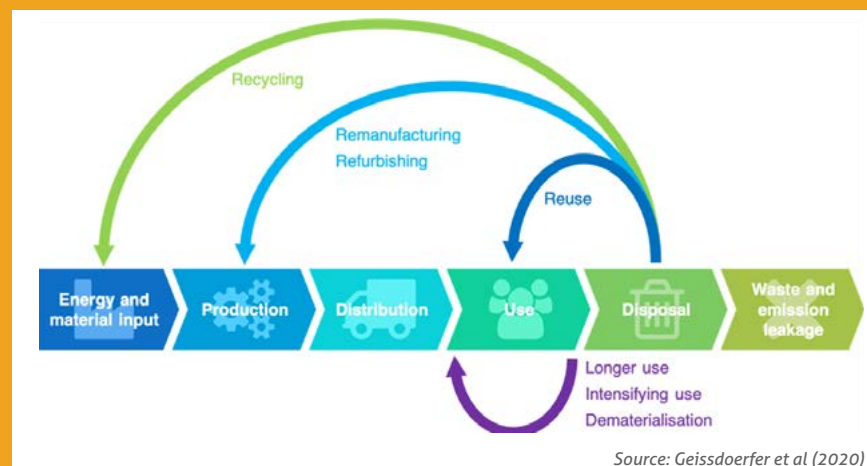 Recycling
Remanufacturing
Refurbishing
Reuse
Energy and
material input
Production
Distribution
Use
Disposal
Waste and
emission
leakage
Longer use
Intensifying use
Dematerialisation
Source: Geissdoerfer et al (2020)